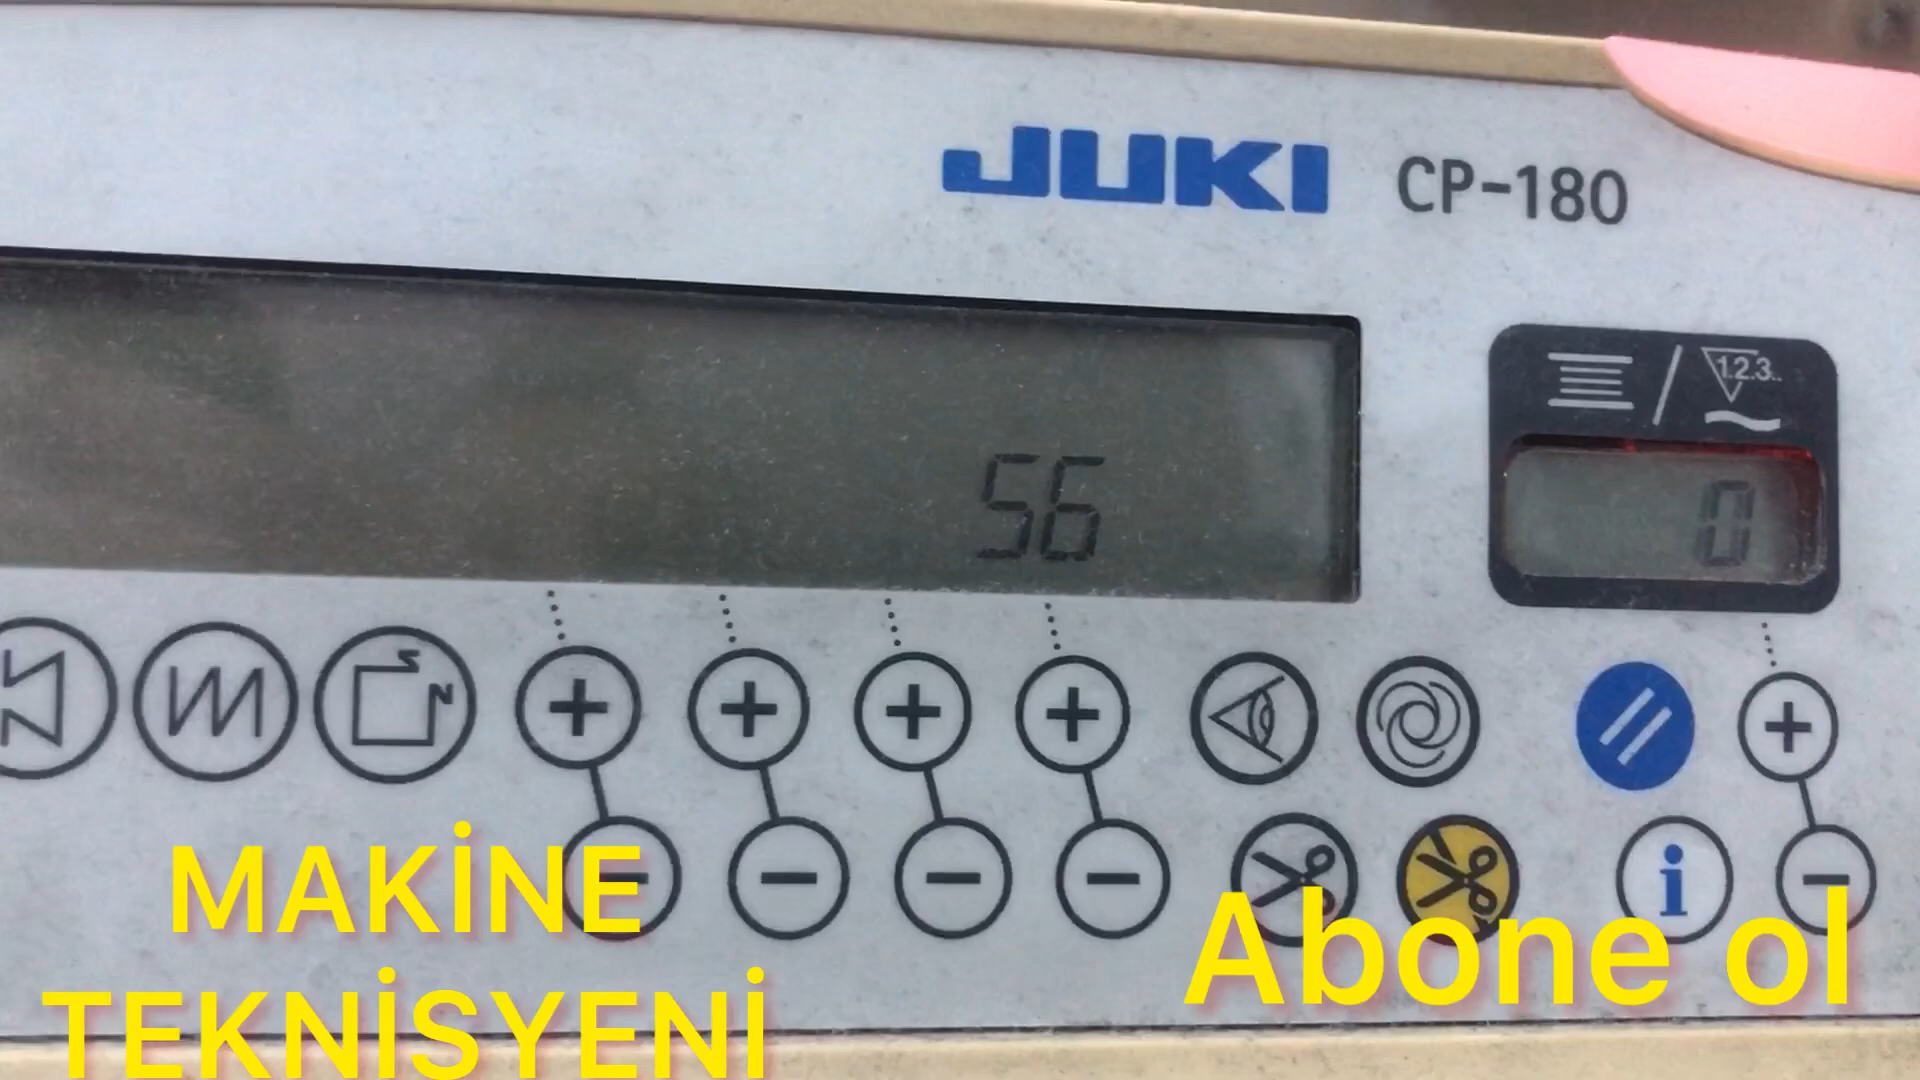 JUKI CP-180
1.2.3..
56
0
i
MAKİNE
TEKNİSYENİ
Abone ol